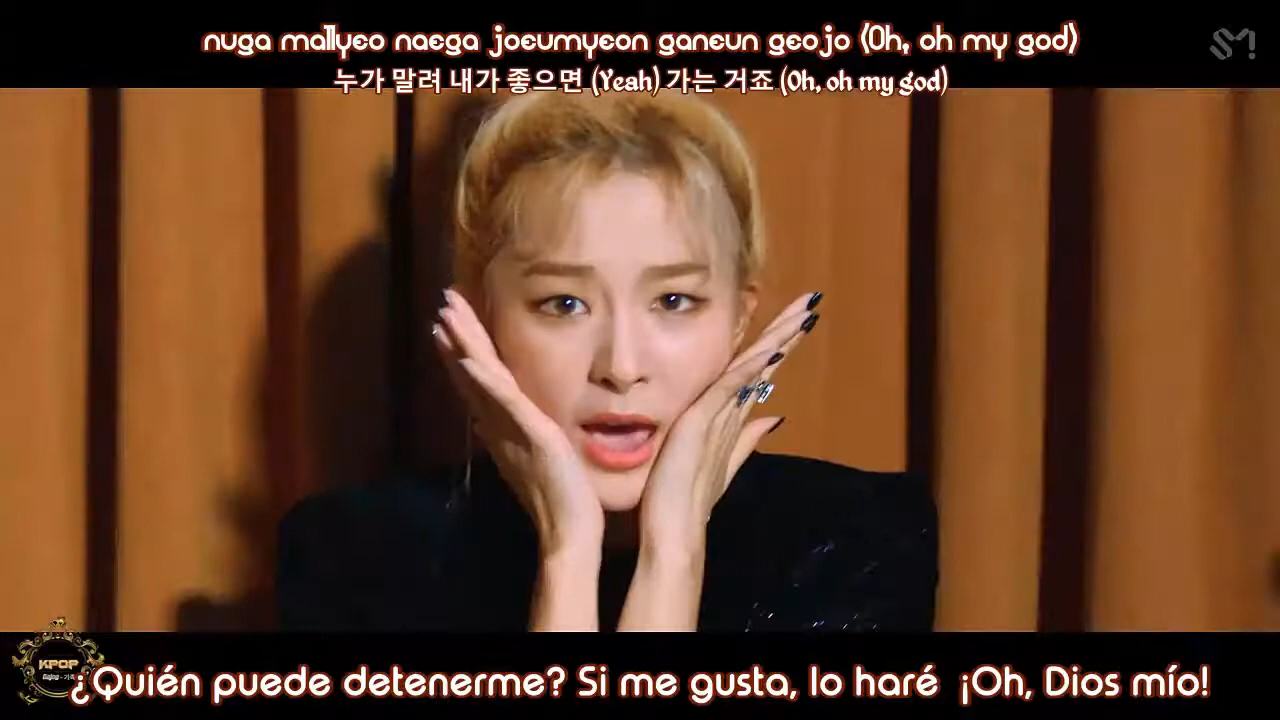 nuga mallyeo naega joeumyeon ganeun geojo (Oh, oh my god)
SM!
누가 말려 내가 좋으면 (Yeah) 가는 거죠 (Oh, oh my god)
KPOP
¿Quién puede detenerme? Si me gusta, lo haré ¡Oh, Dios mío!